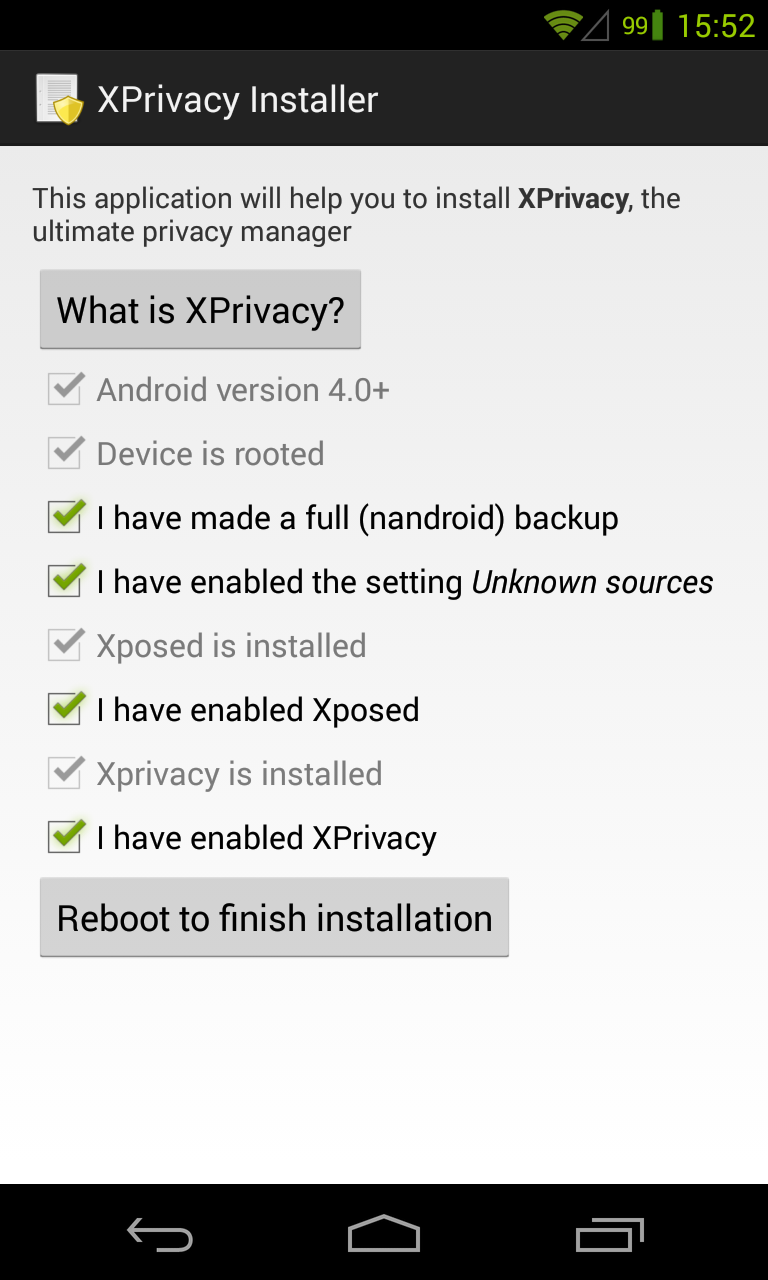 99 15:52
XPrivacy Installer
This application will help you to install XPrivacy, the
ultimate privacy manager
What is XPrivacy?
Android version 4.0+
Device is rooted
I have made a full (nandroid) backup
I have enabled the setting Unknown sources
Xposed is installed
I have enabled Xposed
Xprivacy is installed
I have enabled XPrivacy
Reboot to finish installation